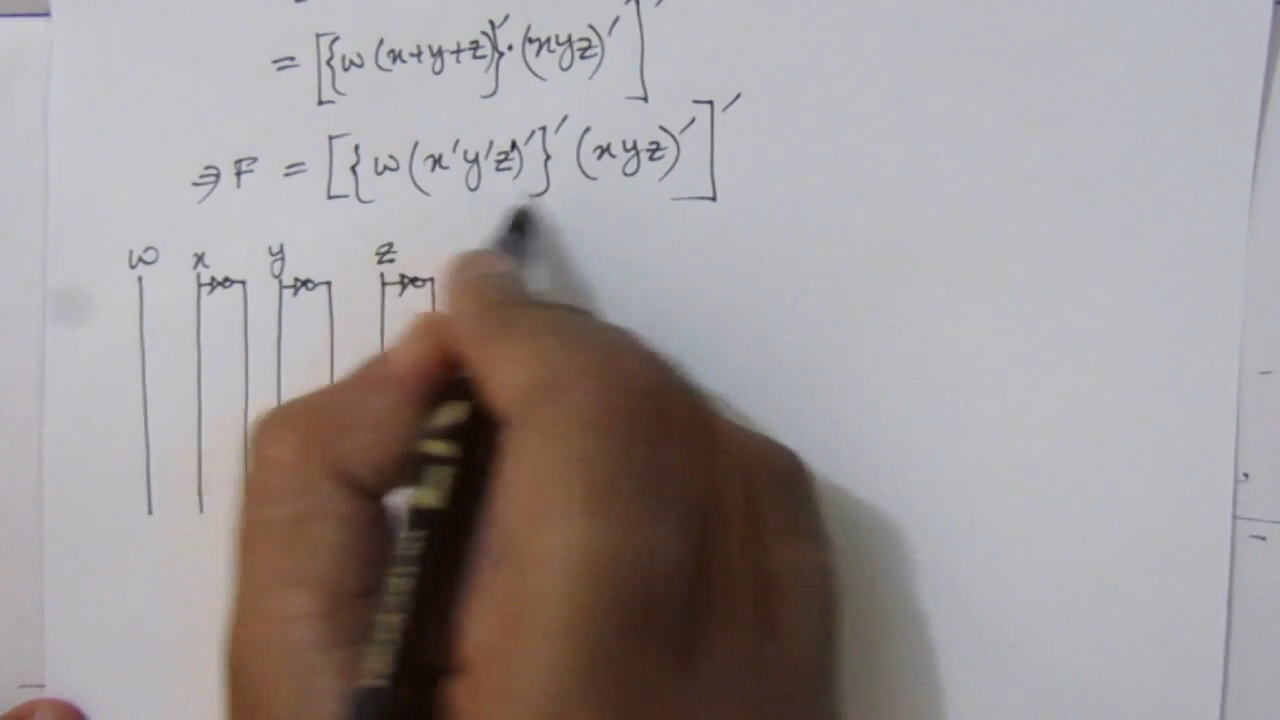 = [{w(x+y+z)}'·(xyz)']'
⇒ F = [{w(x'y'z')'}'(xyz)']'
w x y z